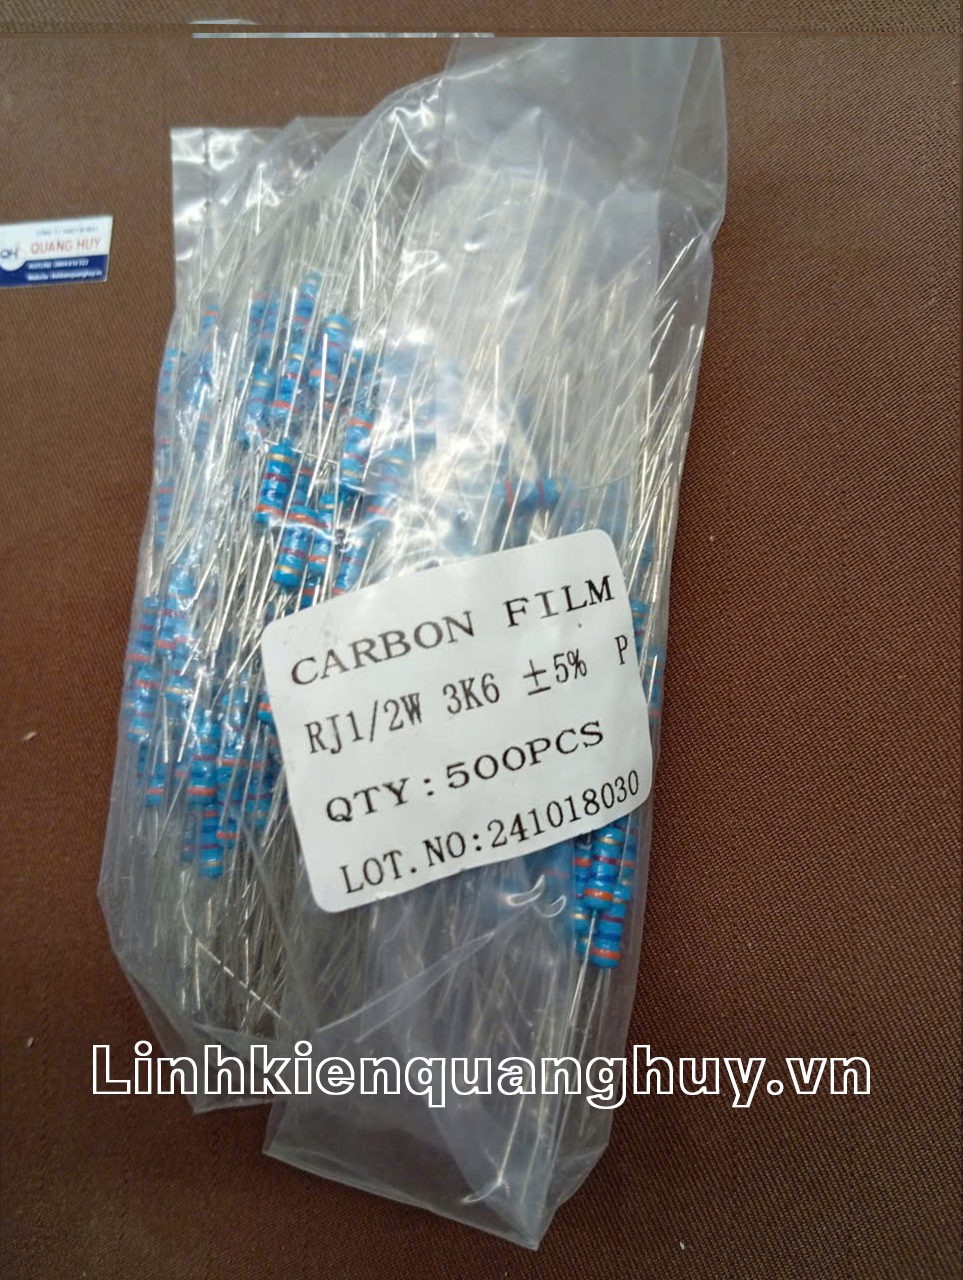 QUANG HUY
CARBON FILM
RJ1/2W 3K6 ±5% P
QTY:500PCS
LOT.NO:241018030
Linhkienquanghuy.vn